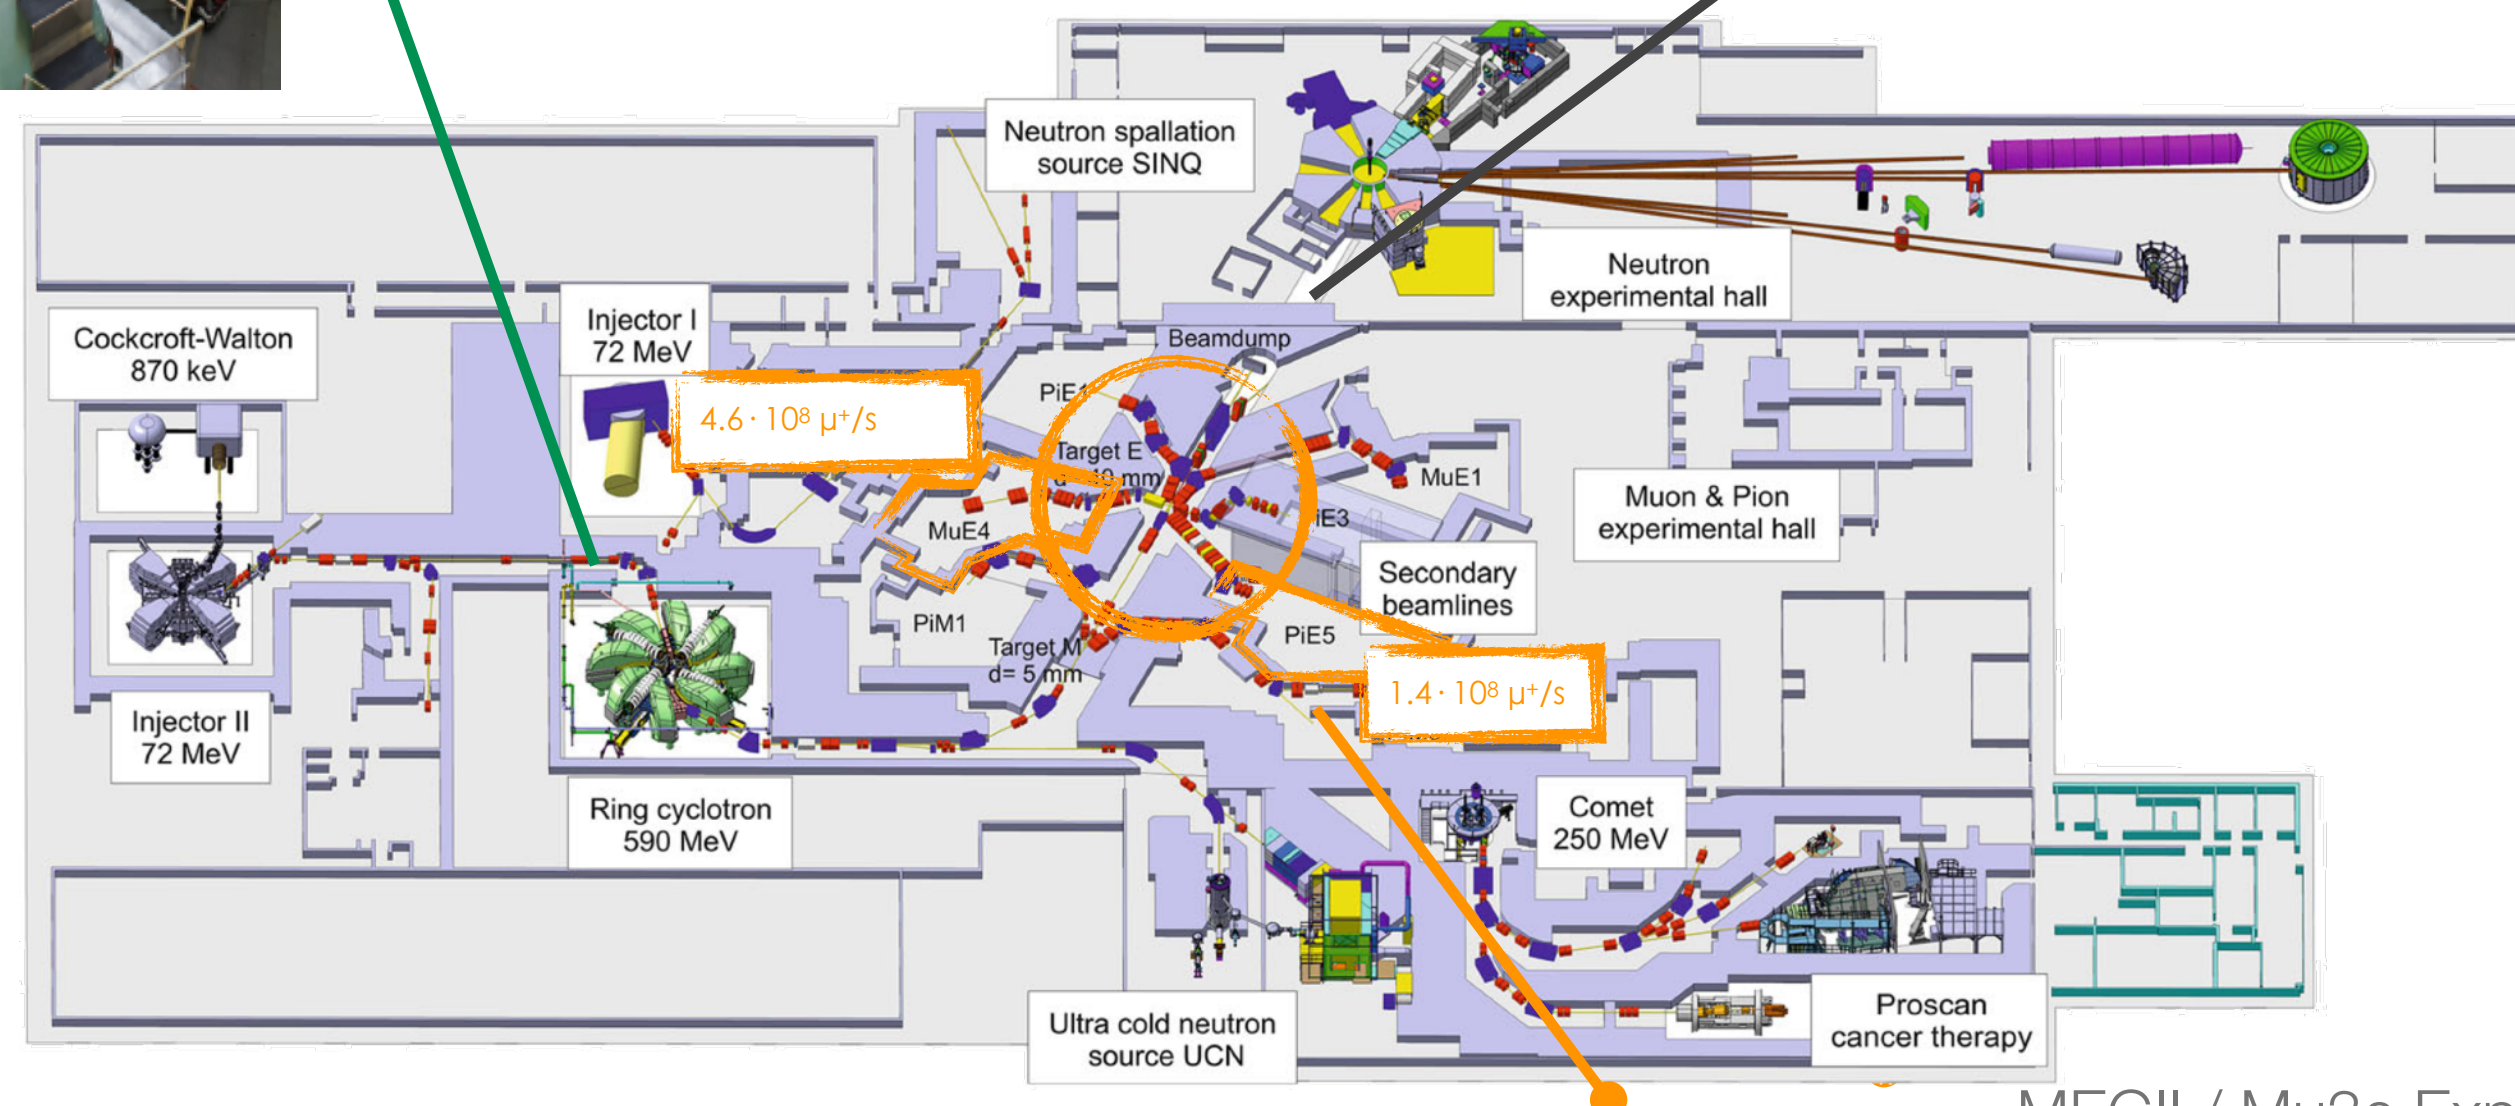 Neutron spallation
source SINQ
Neutron
experimental hall
Injector I
72 MeV
Cockcroft-Walton
870 keV
Beamdump
4.6 · 10⁸ µ⁺/s
Target E
mm
MuE1
Muon & Pion
experimental hall
MuE4
Secondary
beamlines
PiM1
PiE5
Target M
d= 5 mm
1.4 · 10⁸ µ⁺/s
Injector II
72 MeV
Ring cyclotron
590 MeV
Comet
250 MeV
Ultra cold neutron
source UCN
Proscan
cancer therapy